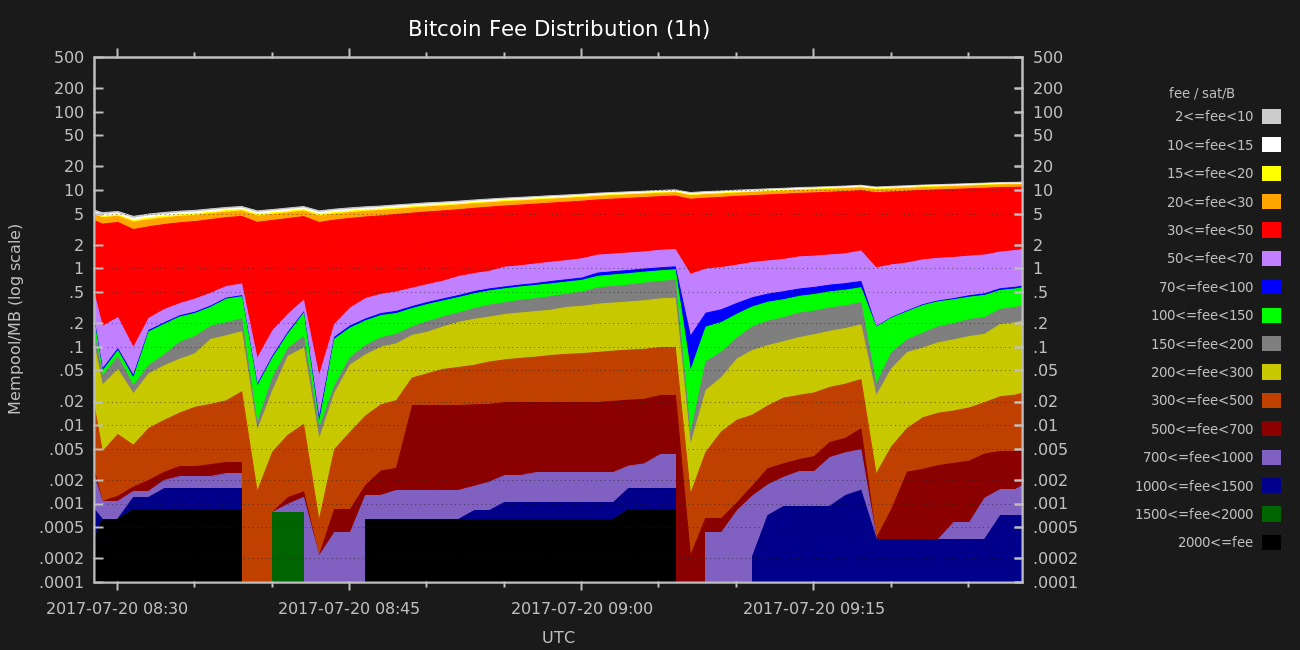 Bitcoin Fee Distribution (1h)
Mempool/MB (log scale)
500
200
100
50
20
10
5
2
1
.5
.2
.1
.05
.02
.01
.005
.002
.001
.0005
.0002
.0001
500
200
100
50
20
10
5
2
1
.5
.2
.1
.05
.02
.01
.005
.002
.001
.0005
.0002
.0001
2017-07-20 08:30
2017-07-20 08:45
2017-07-20 09:00
2017-07-20 09:15
UTC
fee / sat/B
2<=fee<10
10<=fee<15
15<=fee<20
20<=fee<30
30<=fee<50
50<=fee<70
70<=fee<100
100<=fee<150
150<=fee<200
200<=fee<300
300<=fee<500
500<=fee<700
700<=fee<1000
1000<=fee<1500
1500<=fee<2000
2000<=fee